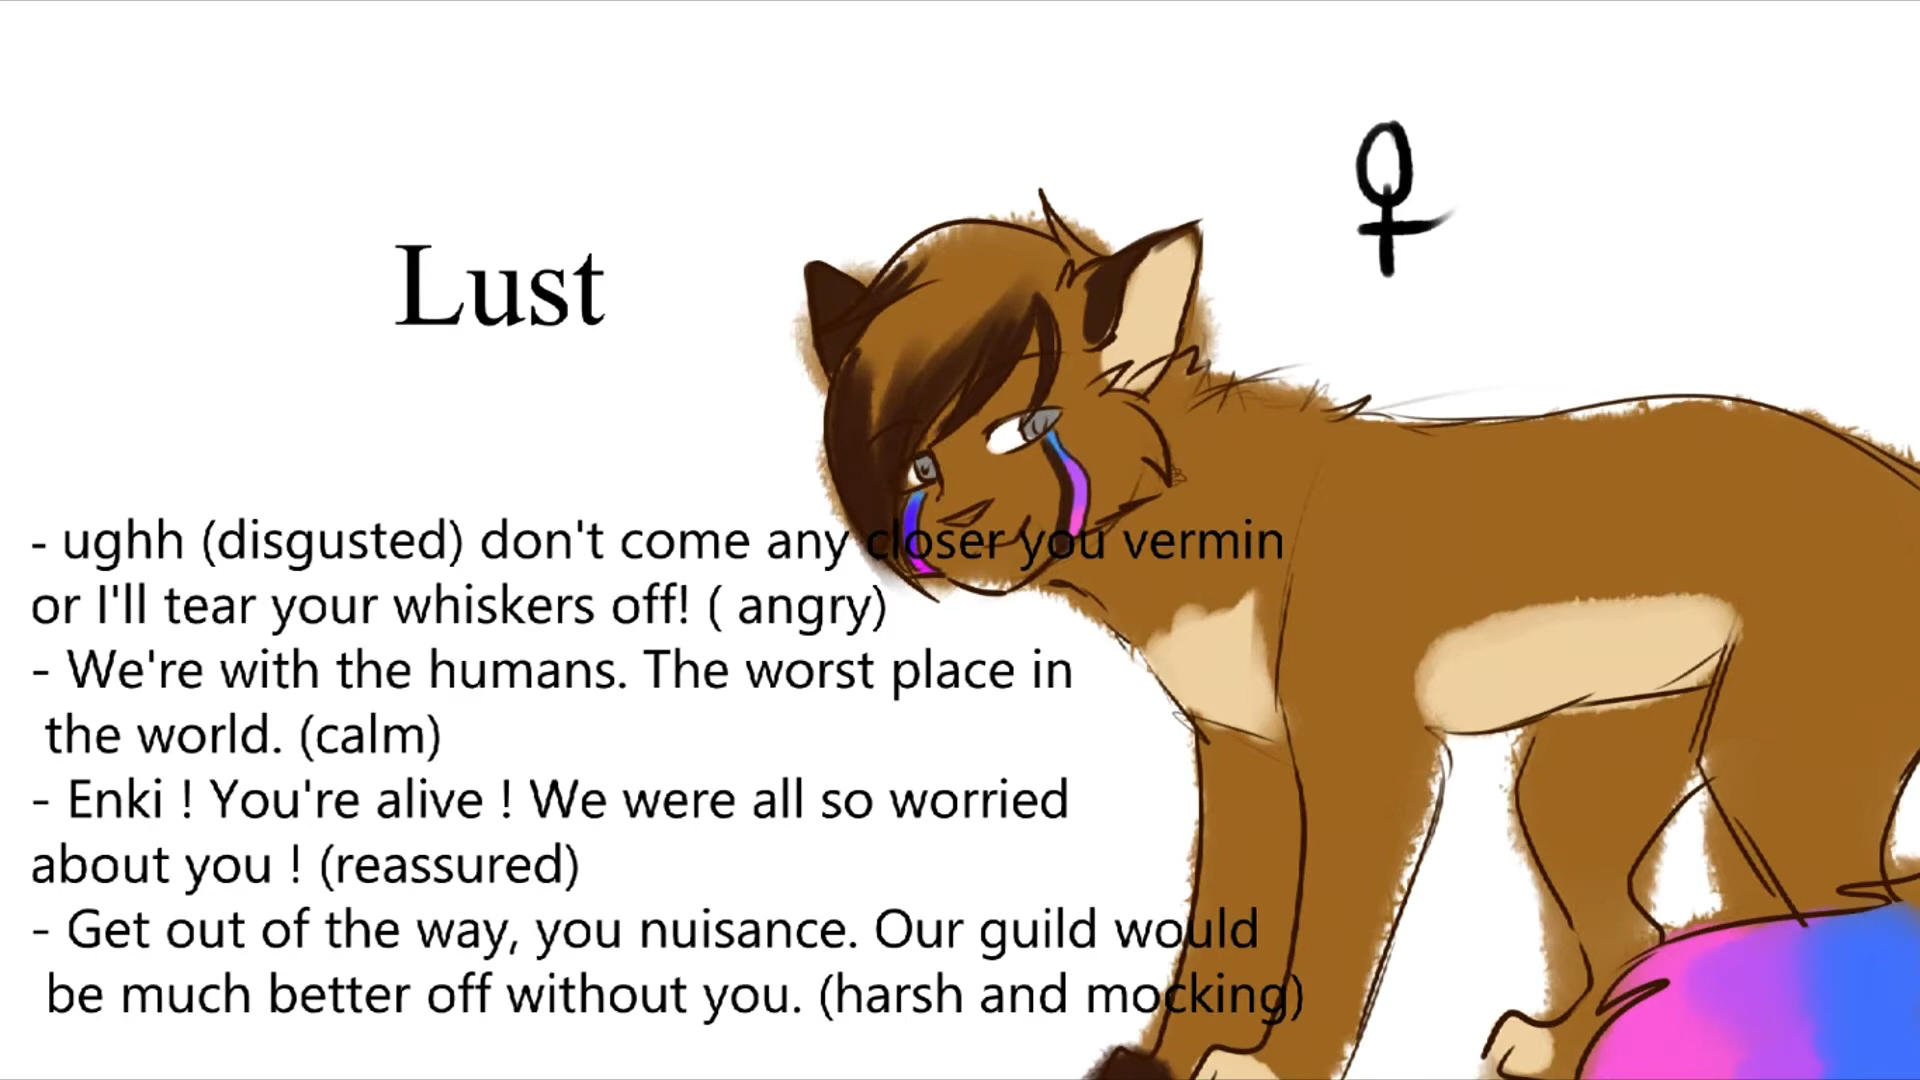 Lust
- ughh (disgusted) don't come any closer you vermin
or I'll tear your whiskers off! ( angry)
- We're with the humans. The worst place in
the world. (calm)
- Enki ! You're alive ! We were all so worried
about you ! (reassured)
- Get out of the way, you nuisance. Our guild would
be much better off without you. (harsh and mocking)